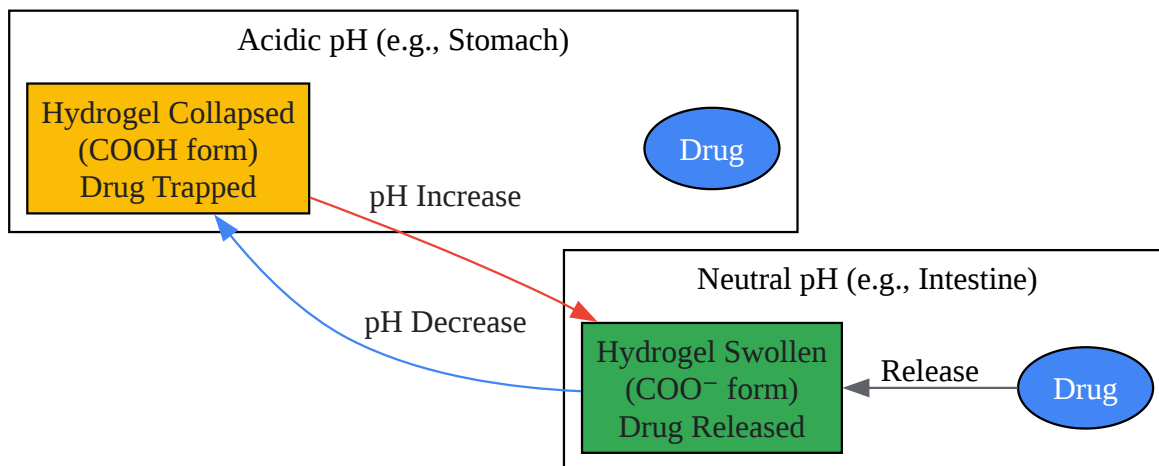 Acidic pH (e.g., Stomach)
Hydrogel Collapsed
(COOH form)
Drug Trapped
Drug
pH Increase
pH Decrease
Neutral pH (e.g., Intestine)
Hydrogel Swollen
(COO⁻ form)
Drug Released
Release
Drug